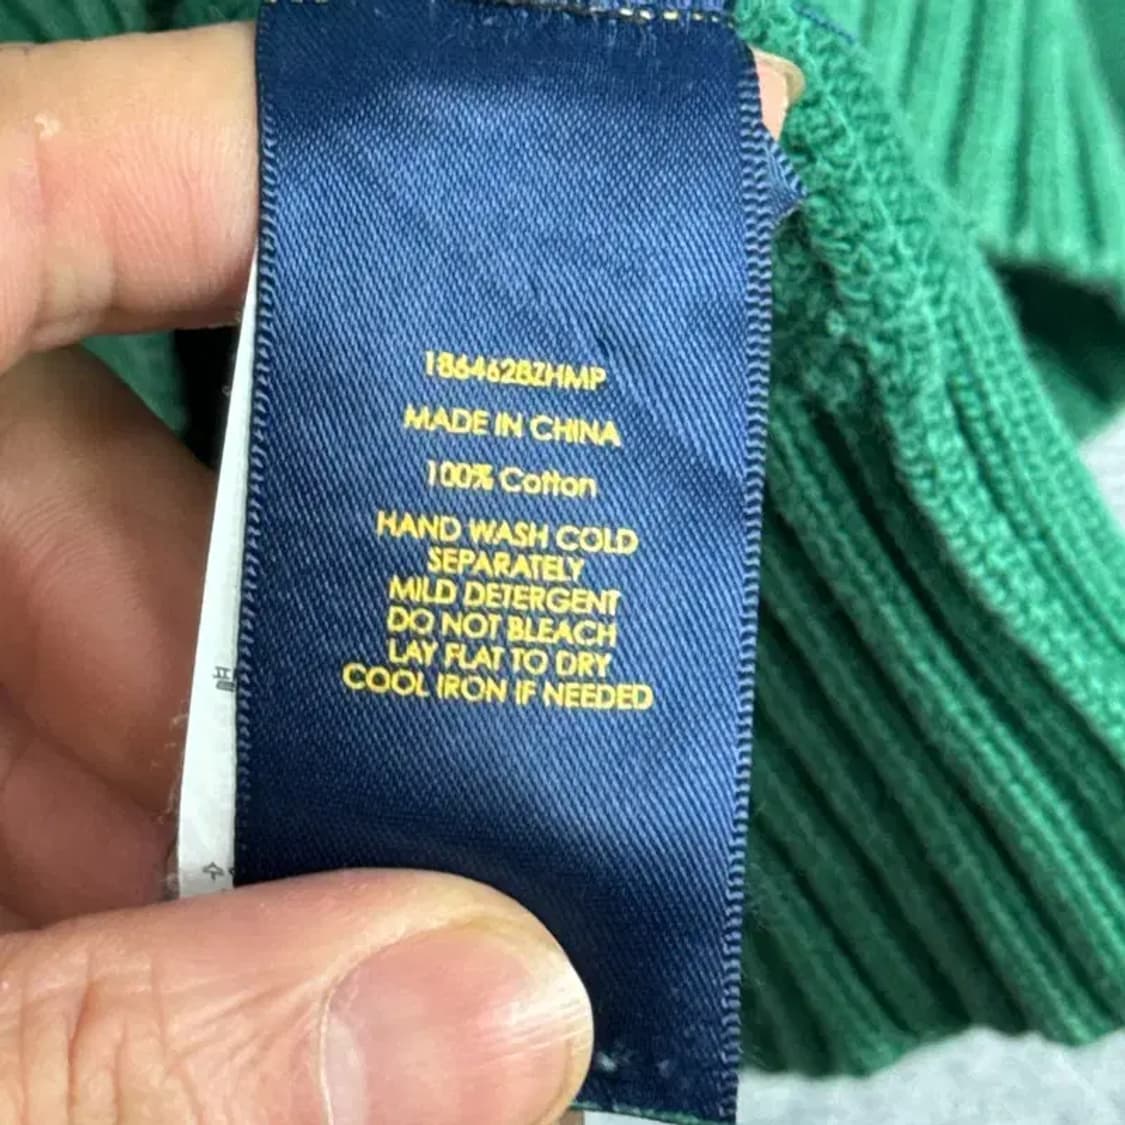 186462BZHMP
MADE IN CHINA
100% Cotton
HAND WASH COLD
SEPARATELY
MILD DETERGENT
DO NOT BLEACH
LAY FLAT TO DRY
COOL IRON IF NEEDED